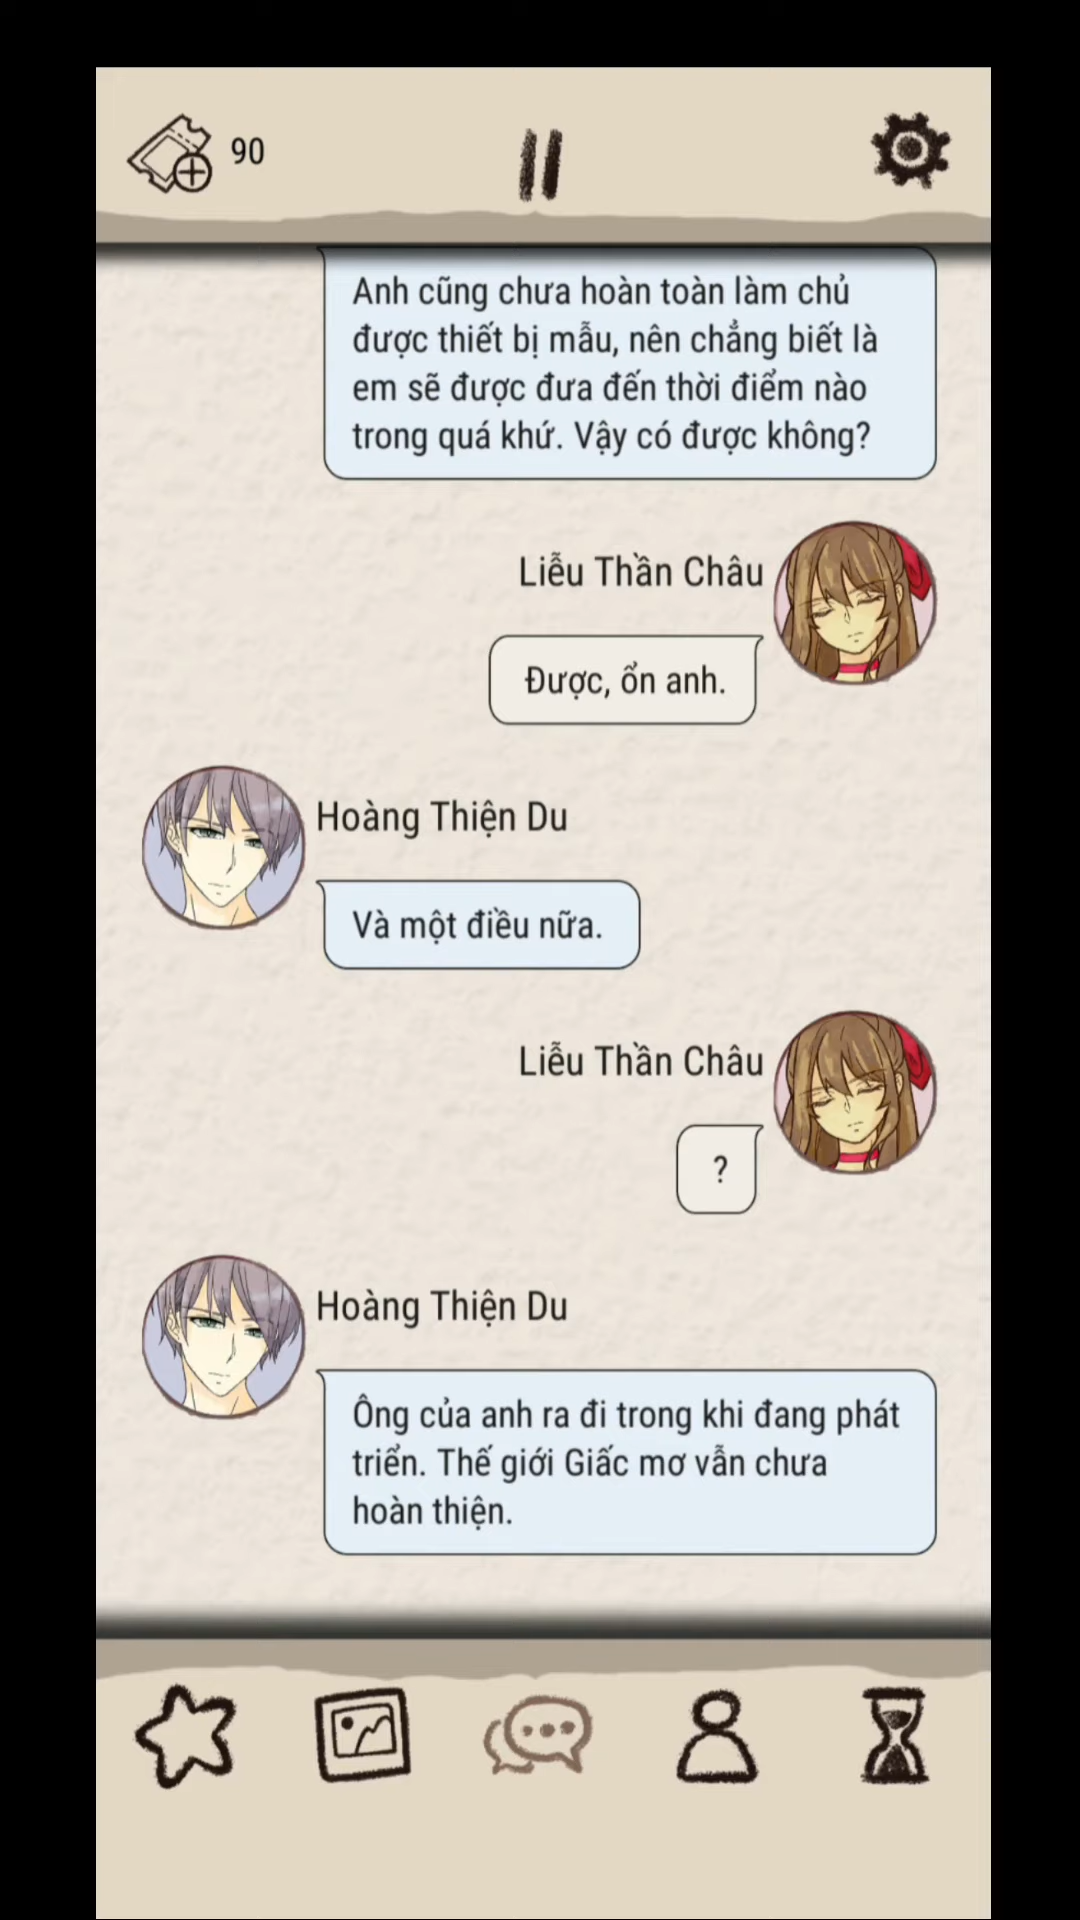 90
Anh cũng chưa hoàn toàn làm chủ
được thiết bị mẫu, nên chẳng biết là
em sẽ được đưa đến thời điểm nào
trong quá khứ. Vậy có được không?
Liễu Thần Châu
Được, ổn anh.
Hoàng Thiện Du
Và một điều nữa.
Liễu Thần Châu
?
Hoàng Thiện Du
Ông của anh ra đi trong khi đang phát
triển. Thế giới Giấc mơ vẫn chưa
hoàn thiện.